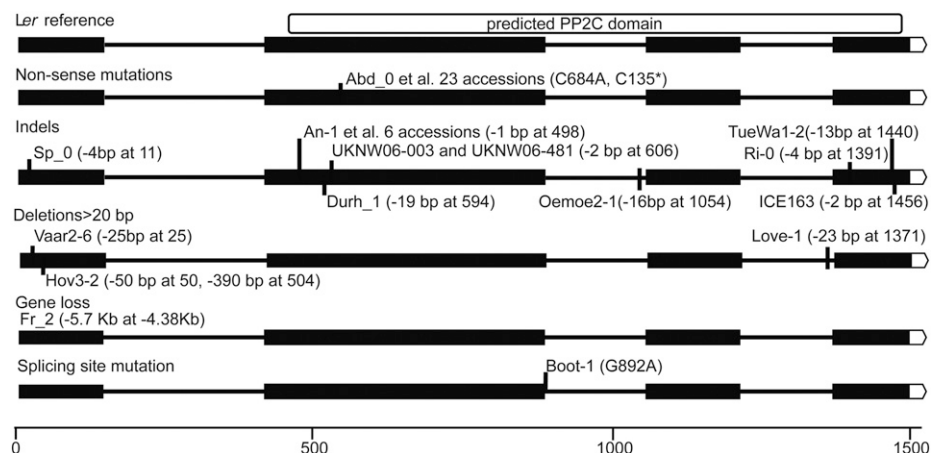 Ler reference
predicted PP2C domain
Non-sense mutations
Abd_0 et al. 23 accessions (C684A, C135*)
Indels
An-1 et al. 6 accessions (-1 bp at 498)
TueWa1-2(-13bp at 1440)
Sp_0 (-4bp at 11)
UKNW06-003 and UKNW06-481 (-2 bp at 606)
Ri-0 (-4 bp at 1391)
Durh_1 (-19 bp at 594)
Oemoe2-1(-16bp at 1054)
ICE163 (-2 bp at 1456)
Deletions>20 bp
Vaar2-6 (-25bp at 25)
Love-1 (-23 bp at 1371)
Hov3-2 (-50 bp at 50, -390 bp at 504)
Gene loss
Fr_2 (-5.7 Kb at -4.38Kb)
Splicing site mutation
Boot-1 (G892A)
0 500 1000 1500